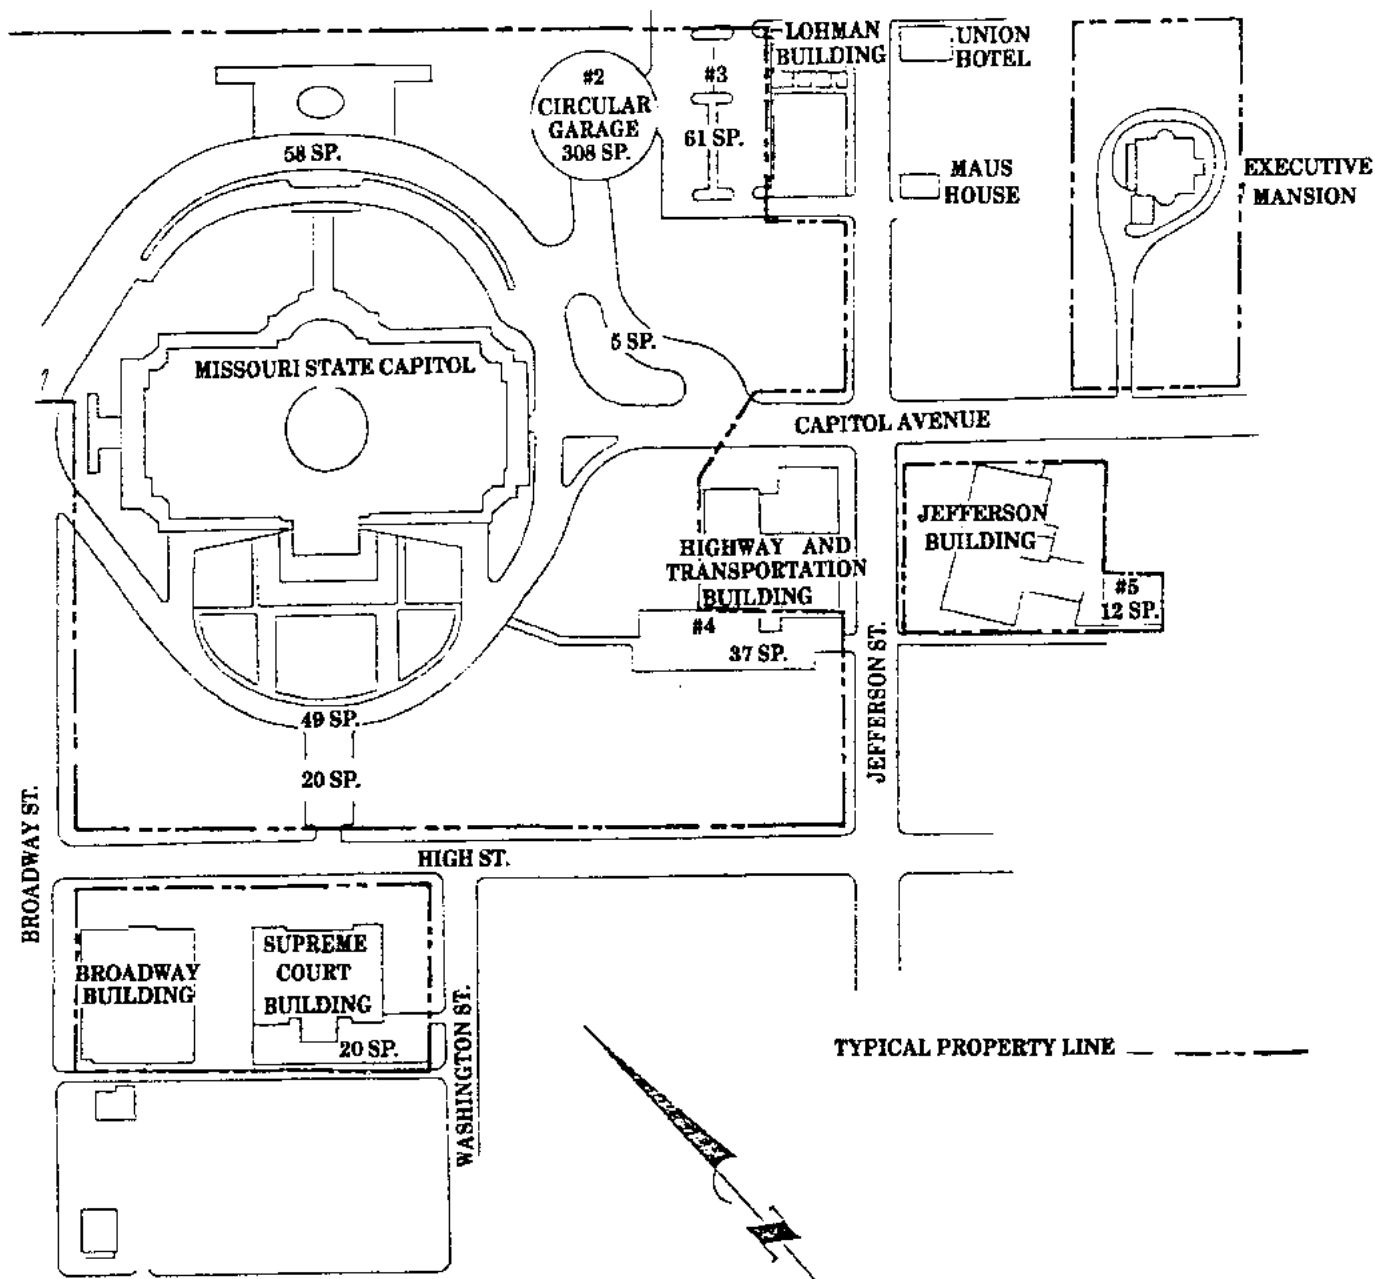 LOHMAN
BUILDING
UNION
HOTEL
#2
CIRCULAR
GARAGE
308 SP.
#3
61 SP.
58 SP.
MAUS
HOUSE
EXECUTIVE
MANSION
5 SP.
MISSOURI STATE CAPITOL
CAPITOL AVENUE
JEFFERSON
BUILDING
HIGHWAY AND
TRANSPORTATION
BUILDING
#5
12 SP.
#4
37 SP.
JEFFERSON ST.
49 SP.
20 SP.
BROADWAY ST.
HIGH ST.
BROADWAY
BUILDING
SUPREME
COURT
BUILDING
20 SP.
WASHINGTON ST.
TYPICAL PROPERTY LINE
N